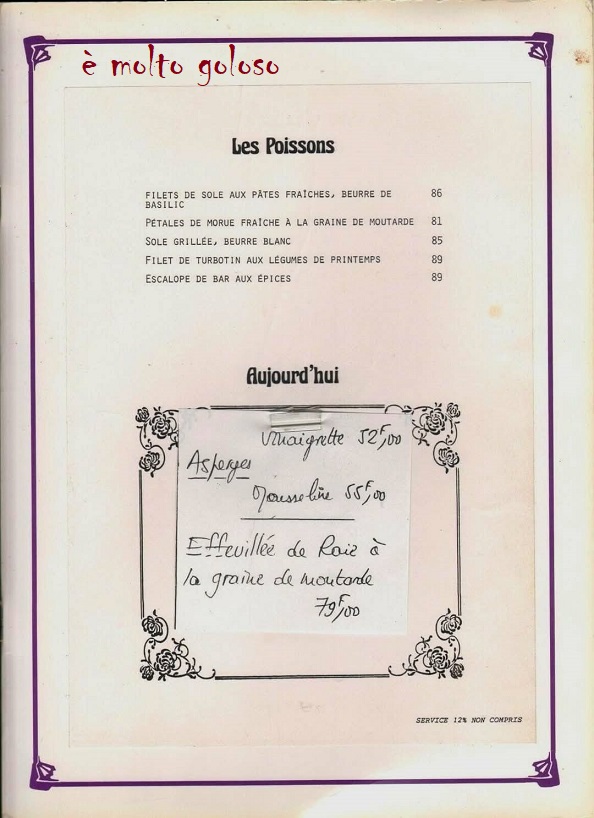 è molto goloso
Les Poissons
FILETS DE SOLE AUX PÂTES FRAÎCHES, BEURRE DE 86
BASILIC
PÉTALES DE MORUE FRAÎCHE À LA GRAINE DE MOUTARDE 81
SOLE GRILLÉE, BEURRE BLANC 85
FILET DE TURBOTIN AUX LÉGUMES DE PRINTEMPS 89
ESCALOPE DE BAR AUX ÉPICES 89
Aujourd'hui
Vinaigrette 52F,00
Asperges
Mousseline 55F,00
Effeuillée de Raie à
la graine de moutarde
79F,00
SERVICE 12% NON COMPRIS